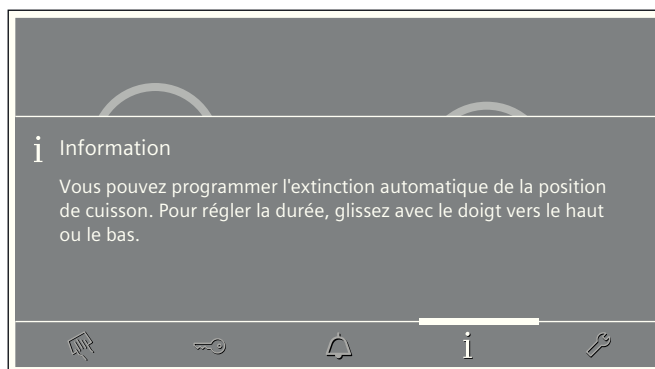 i Information
Vous pouvez programmer l'extinction automatique de la position
de cuisson. Pour régler la durée, glissez avec le doigt vers le haut
ou le bas.
i